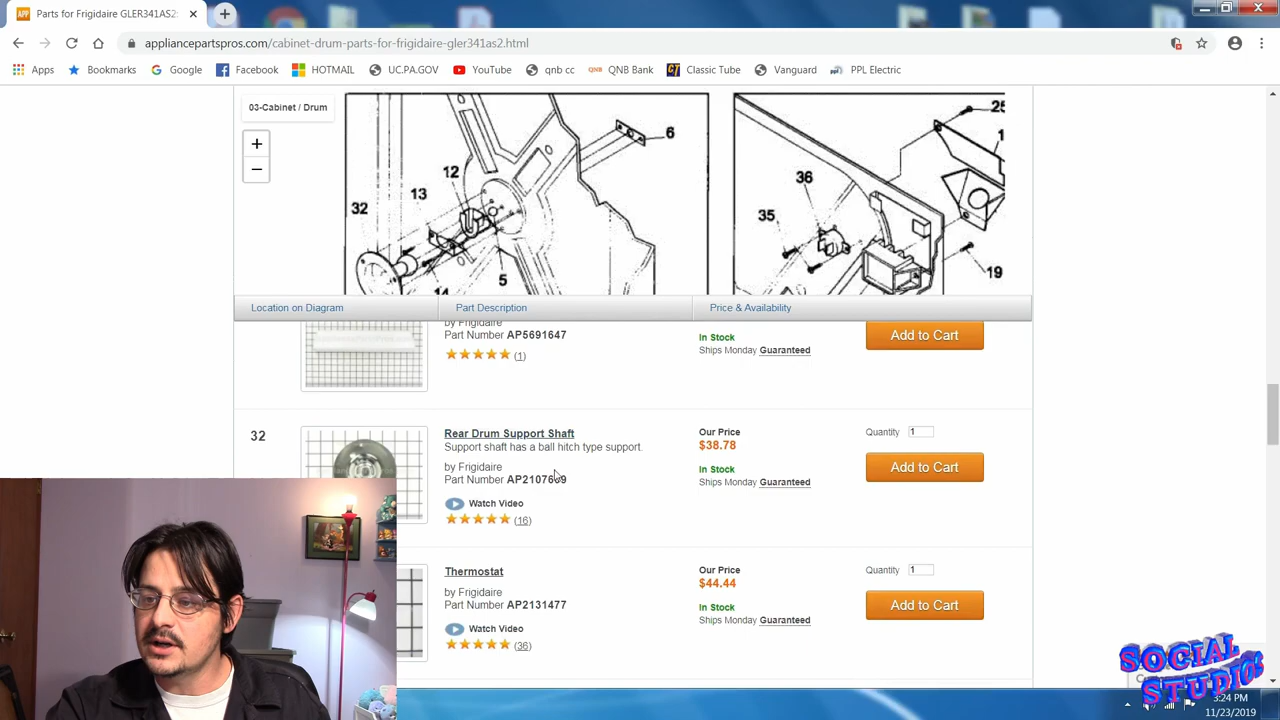 APP Parts for Frigidaire GLER341AS2:
appliancepartspros.com/cabinet-drum-parts-for-frigidaire-gler341as2.html
Apps Bookmarks Google Facebook HOTMAIL UC.PA.GOV YouTube qnb cc QNB QNB Bank Classic Tube Vanguard PPL Electric
03-Cabinet / Drum
+
−
6
12
13
32
5
14
25
36
35
19
Location on Diagram Part Description Price & Availability
by Frigidaire
Part Number AP5691647
(1)
In Stock
Ships Monday Guaranteed
Add to Cart
32
Rear Drum Support Shaft
Support shaft has a ball hitch type support.
by Frigidaire
Watch Video
(16)
Our Price
$38.78
In Stock
Ships Monday Guaranteed
Quantity 1
Add to Cart
Thermostat
by Frigidaire
Part Number AP2131477
Watch Video
(36)
Our Price
$44.44
In Stock
Ships Monday Guaranteed
Quantity 1
Add to Cart
SOCIAL
STUDIOS
3:24 PM
11/23/2019